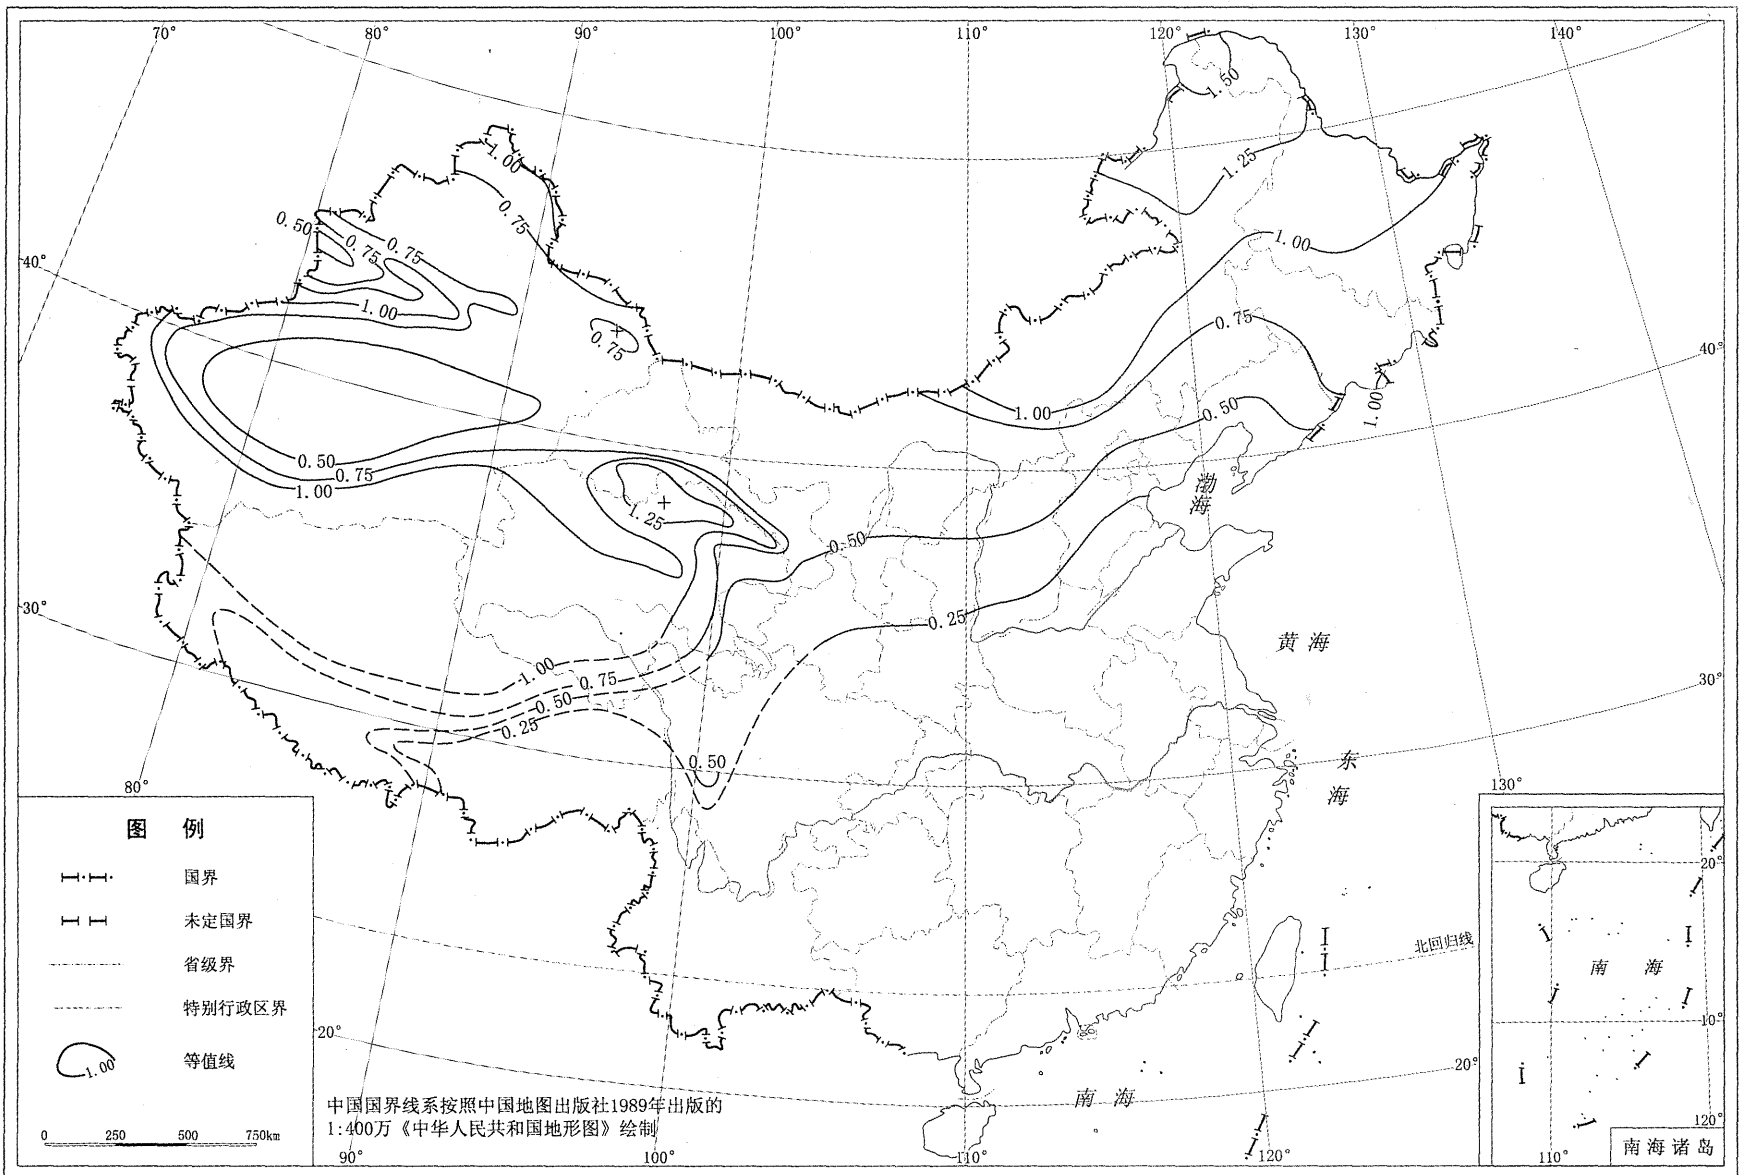 70° 80° 90° 100° 110° 120° 130° 140°
1.50
1.25
1.00
0.75
0.50
0.75
0.75
1.00
1.00
40°
0.75
0.75
40°
1.00
0.50
1.00
0.50
0.75
1.00
渤海
1.25
0.50
30°
0.25
黄海
1.00
0.75
0.50
0.25
30°
0.50
东海
80°
130°
图 例
国界
未定国界
省级界
特别行政区界
1.00 等值线
0 250 500 750km
北回归线
20°
20°
南海
中国国界线系按照中国地图出版社1989年出版的
1:400万《中华人民共和国地形图》绘制
90° 100° 110° 120°
20°
南海
10°
110° 120°
南海诸岛